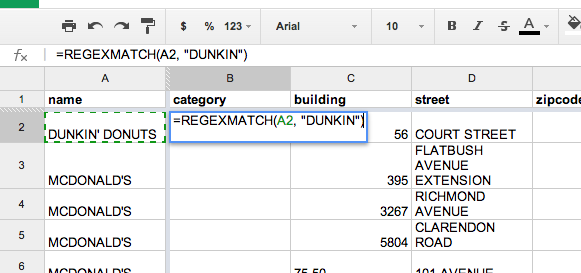 $ % 123 Arial 10 B I S A
fx =REGEXMATCH(A2, "DUNKIN")
A B C D
1 name category building street zipcode
2 DUNKIN' DONUTS =REGEXMATCH(A2, "DUNKIN") 56 COURT STREET
FLATBUSH
3 AVENUE
MCDONALD'S 395 EXTENSION
RICHMOND
4 MCDONALD'S 3267 AVENUE
CLARENDON
5 MCDONALD'S 5804 ROAD
6 MCDONALD'S 75-50 101 AVENUE